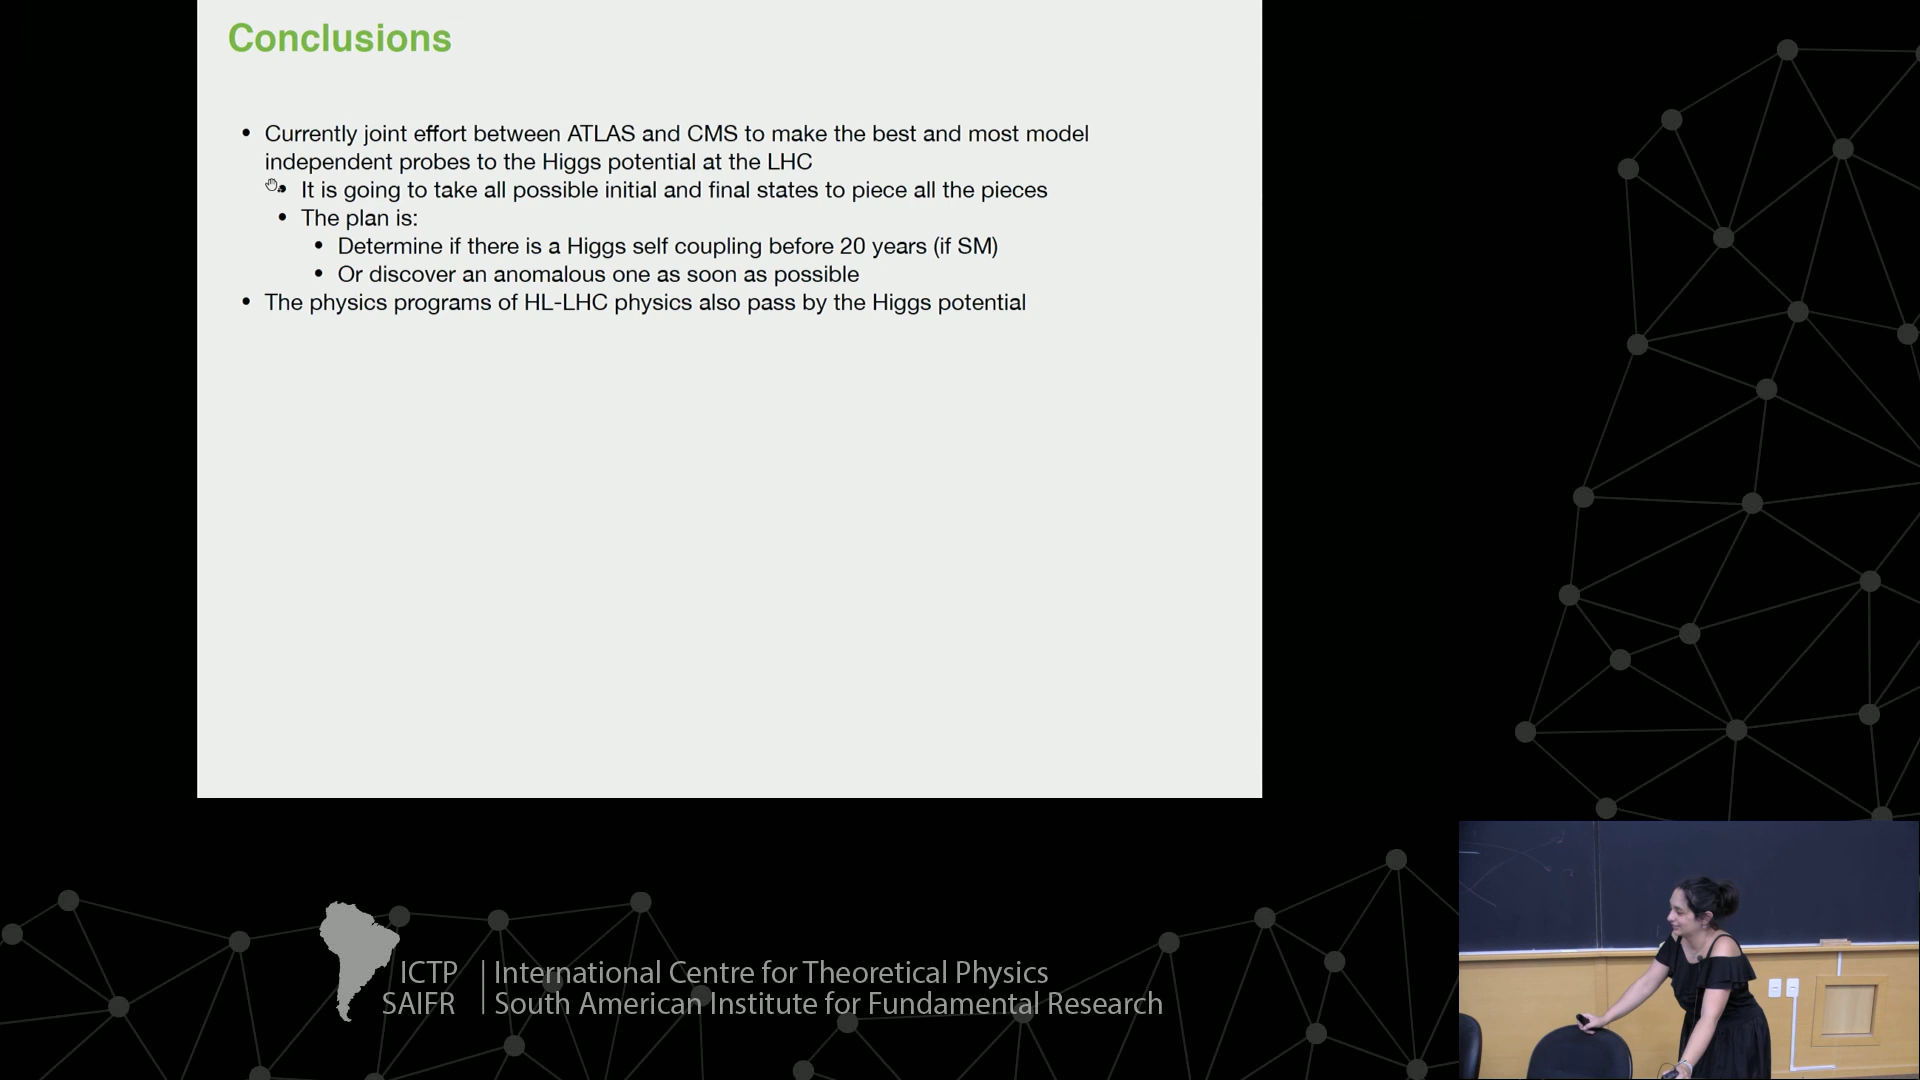 Conclusions
• Currently joint effort between ATLAS and CMS to make the best and most model
independent probes to the Higgs potential at the LHC
• It is going to take all possible initial and final states to piece all the pieces
• The plan is:
• Determine if there is a Higgs self coupling before 20 years (if SM)
• Or discover an anomalous one as soon as possible
• The physics programs of HL-LHC physics also pass by the Higgs potential
ICTP | International Centre for Theoretical Physics
SAIFR | South American Institute for Fundamental Research